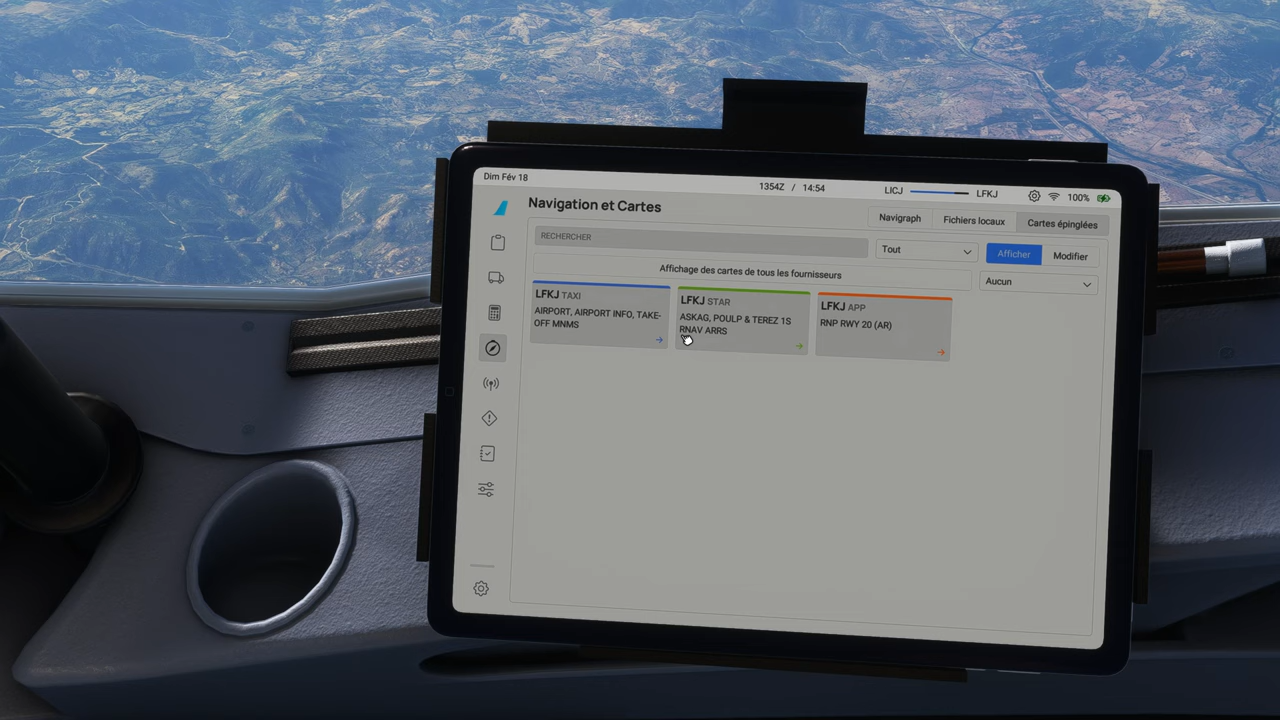 Dim Fév 18
1354Z / 14:54
LICJ
LFKJ
100%
Navigation et Cartes
Navigraph
Fichiers locaux
Cartes épinglées
RECHERCHER
Tout
Afficher
Modifier
Affichage des cartes de tous les fournisseurs
Aucun
LFKJ TAXI
AIRPORT, AIRPORT INFO, TAKE-
OFF MNMS
LFKJ STAR
ASKAG, POULP & TEREZ 1S
RNAV ARRS
LFKJ APP
RNP RWY 20 (AR)